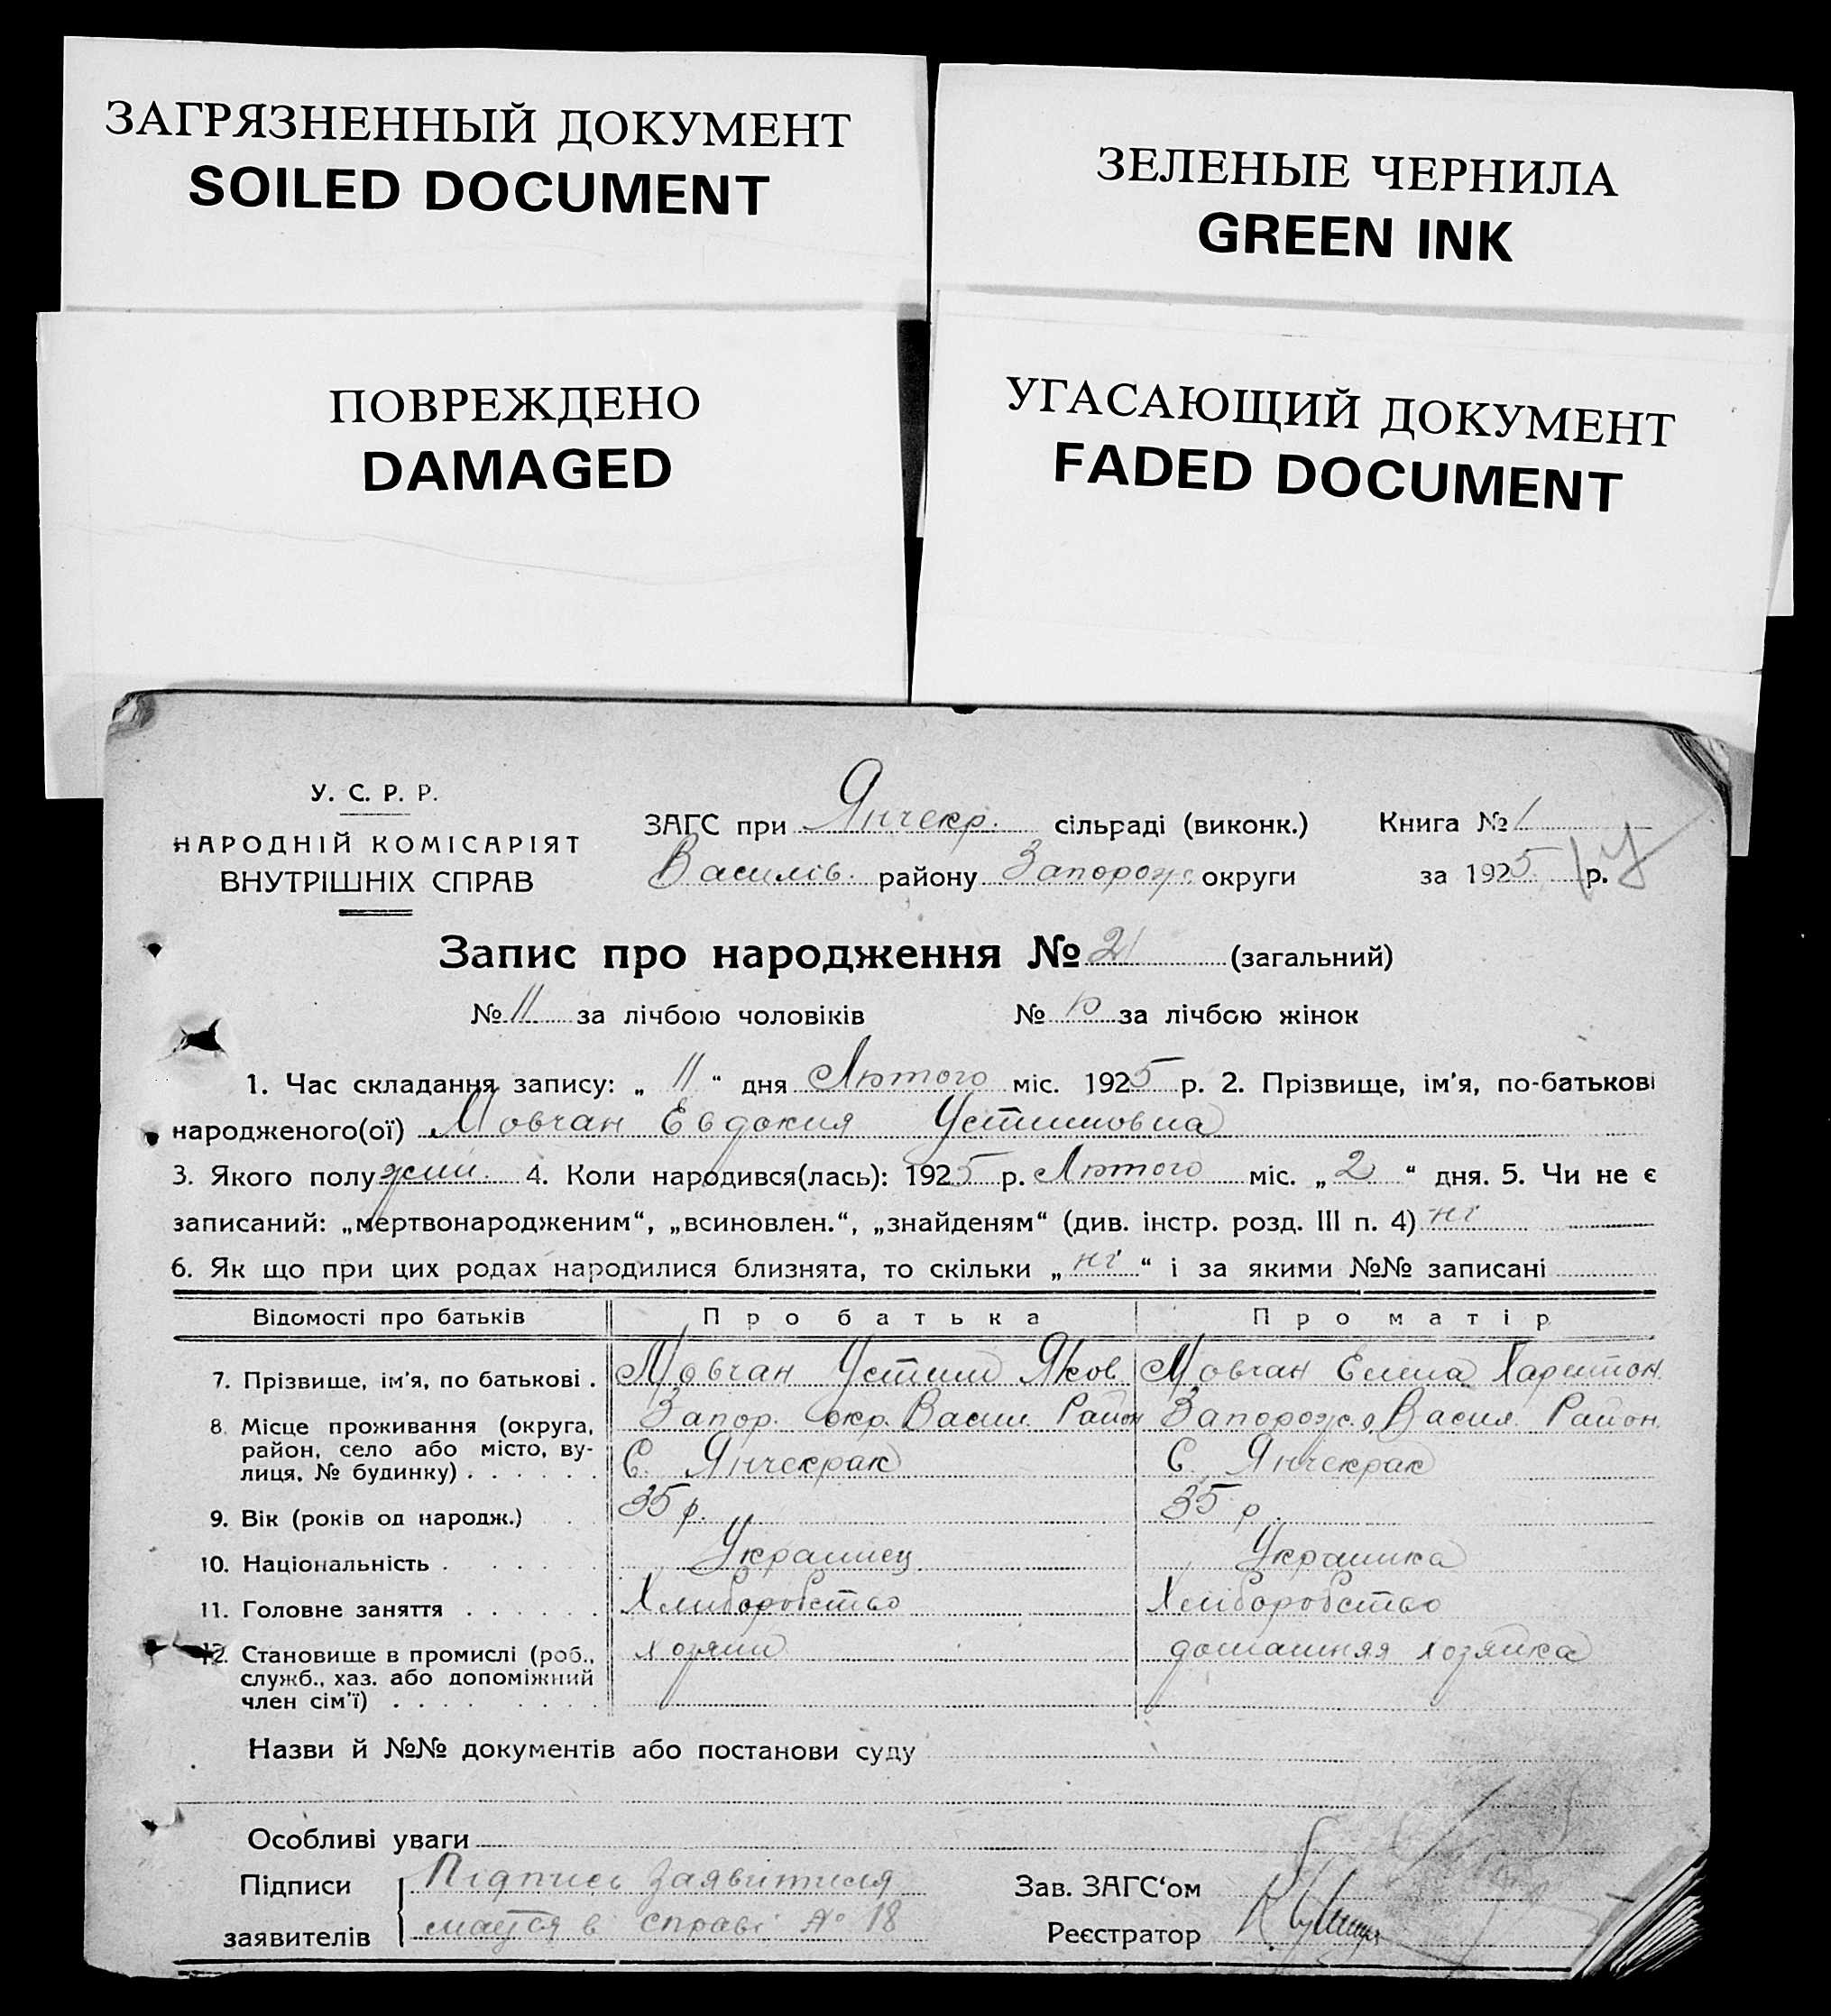 ЗАГРЯЗНЕННЫЙ ДОКУМЕНТ
SOILED DOCUMENT
ЗЕЛЕНЫЕ ЧЕРНИЛА
GREEN INK
ПОВРЕЖДЕНО
DAMAGED
УГАСАЮЩИЙ ДОКУМЕНТ
FADED DOCUMENT
У. С. Р. Р.
НАРОДНІЙ КОМІСАРІЯТ
ВНУТРІШНІХ СПРАВ
ЗАГС при Янчекр. сільраді (виконк.) Книга № 1
Василів. району Запорож. округи за 1925 р.
Запис про народження № 21 (загальний)
№ 11 за лічбою чоловіків № 10 за лічбою жінок
1. Час складання запису: „ 11 “ дня Лютого міс. 1925 р. 2. Прізвище, ім'я, по-батькові
народженого(ої) Мовчан Евдокия Устиновна
3. Якого полу жин. 4. Коли народився(лась): 1925 р. Лютого міс. „ 2 “ дня. 5. Чи не є
записаний: „мертвонародженим“, „всиновлен.“, „знайденям“ (див. інстр. розд. III п. 4) ні
6. Як що при цих родах народилися близнята, то скільки „ ні “ і за якими №№ записані
Відомості про батьків Про батька Про матір
7. Прізвище, ім'я, по батькові . Мовчан Устин Яков. Мовчан Елена Харитон.
8. Місце проживання (округа, Запор. окр. Васил. Район Запорож. о. Васил. Район.
район, село або місто, ву-
лиця, № будинку) . . . . . . С. Янчекрак С. Янчекрак
9. Вік (років од народж.) 35 р. 35 р.
10. Національність . . . . . Украинец Украинка
11. Головне заняття . . . . . . Хлиборобство Хлиборобство
12. Становище в промислі (роб., хозяин домашняя хозяйка
служб., хаз. або допоміжний
член сім'ї) . . . . . . . .
Назви й №№ документів або постанови суду
Особливі уваги
Підписи Підпись Заявителя Зав. ЗАГС‘ом
заявителів мается в справі № 18 Реєстратор